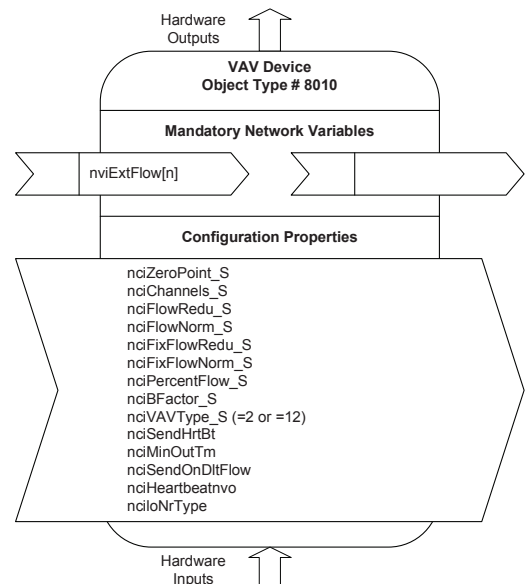 Hardware
Outputs
VAV Device
Object Type # 8010
Mandatory Network Variables
nviExtFlow[n]
Configuration Properties
nciZeroPoint_S
nciChannels_S
nciFlowRedu_S
nciFlowNorm_S
nciFixFlowRedu_S
nciFixFlowNorm_S
nciPercentFlow_S
nciBFactor_S
nciVAVType_S (=2 or =12)
nciSendHrtBt
nciMinOutTm
nciSendOnDltFlow
nciHeartbeatnvo
nciIoNrType
Hardware
Inputs